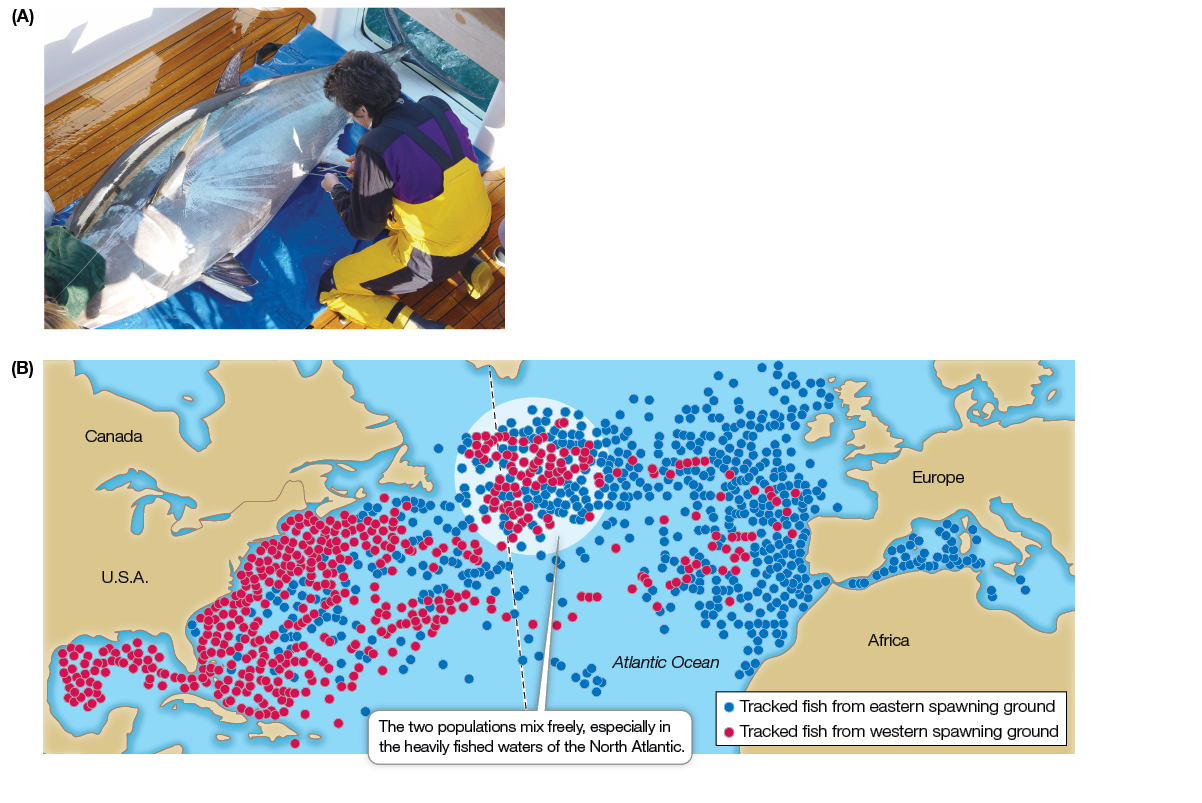 (A)
(B)
Canada
U.S.A.
Europe
Africa
Atlantic Ocean
Tracked fish from eastern spawning ground
Tracked fish from western spawning ground
The two populations mix freely, especially in
the heavily fished waters of the North Atlantic.